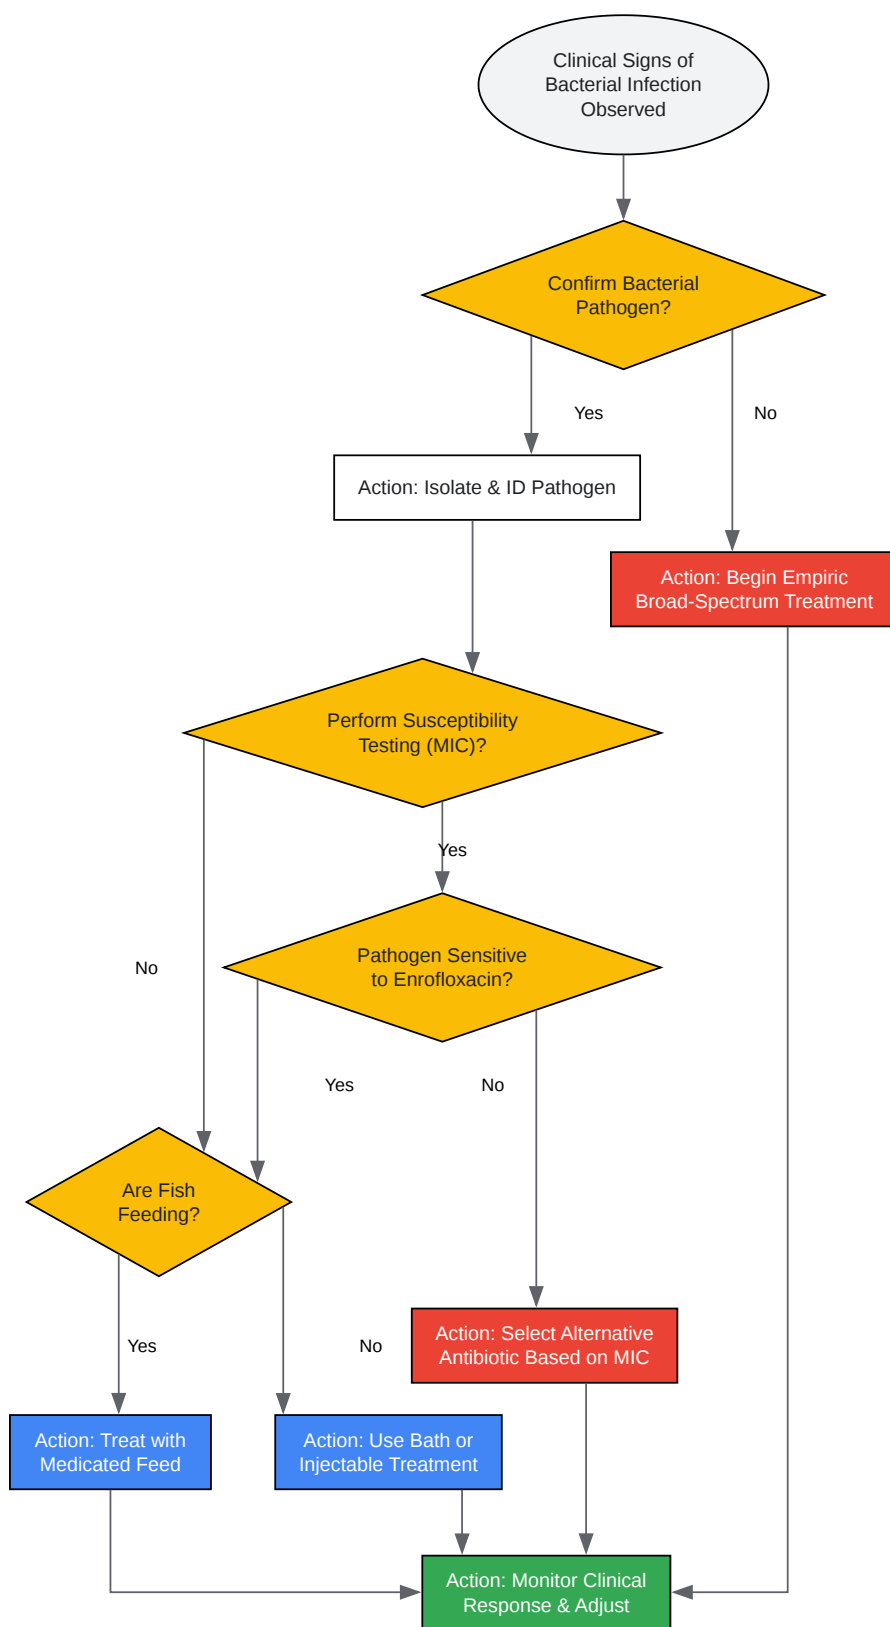 Clinical Signs of
Bacterial Infection
Observed
Confirm Bacterial
Pathogen?
Yes
No
Action: Isolate & ID Pathogen
Action: Begin Empiric
Broad-Spectrum Treatment
Perform Susceptibility
Testing (MIC)?
Yes
No
Pathogen Sensitive
to Enrofloxacin?
Yes
No
Are Fish
Feeding?
Yes
No
Action: Select Alternative
Antibiotic Based on MIC
Action: Treat with
Medicated Feed
Action: Use Bath or
Injectable Treatment
Action: Monitor Clinical
Response & Adjust